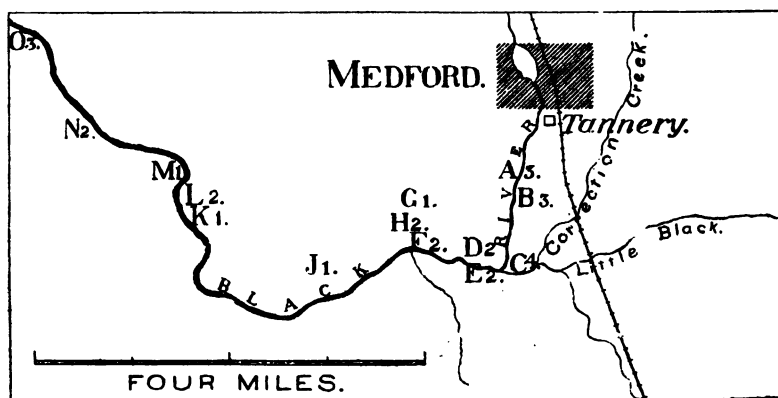 O3.
MEDFORD.
Tannery.
Correction Creek.
N2.
RIVER
A3.
M1.
B3.
L2.
K1.
G1.
H2.
F2.
D2
C4.
Little Black.
E2.
J1.
BLACK
FOUR MILES.